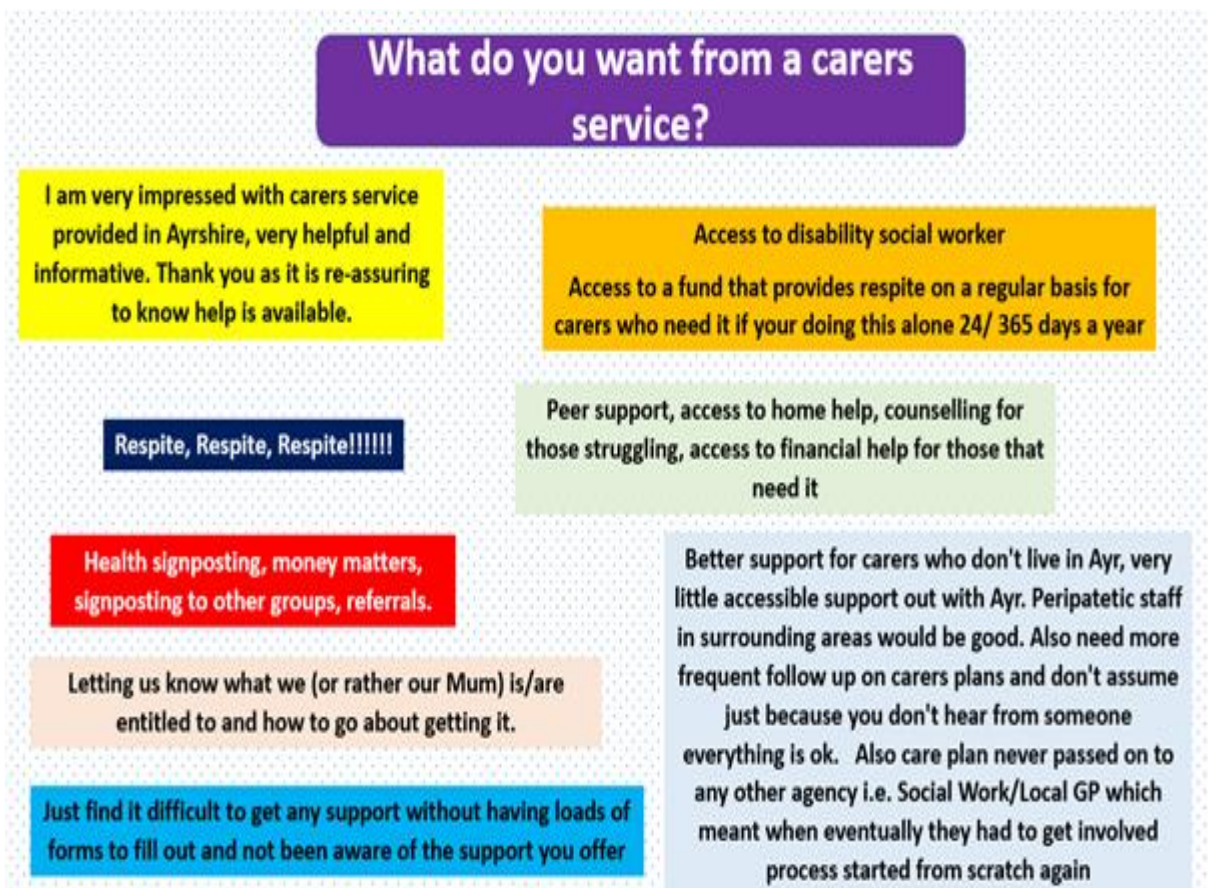 What do you want from a carers
service?
I am very impressed with carers service
provided in Ayrshire, very helpful and
informative. Thank you as it is re-assuring
to know help is available.
Access to disability social worker
Access to a fund that provides respite on a regular basis for
carers who need it if your doing this alone 24/ 365 days a year
Respite, Respite, Respite!!!!!!
Peer support, access to home help, counselling for
those struggling, access to financial help for those that
need it
Health signposting, money matters,
signposting to other groups, referrals.
Better support for carers who don't live in Ayr, very
little accessible support out with Ayr. Peripatetic staff
in surrounding areas would be good. Also need more
frequent follow up on carers plans and don't assume
just because you don't hear from someone
everything is ok.   Also care plan never passed on to
any other agency i.e. Social Work/Local GP which
meant when eventually they had to get involved
process started from scratch again
Letting us know what we (or rather our Mum) is/are
entitled to and how to go about getting it.
Just find it difficult to get any support without having loads of
forms to fill out and not been aware of the support you offer